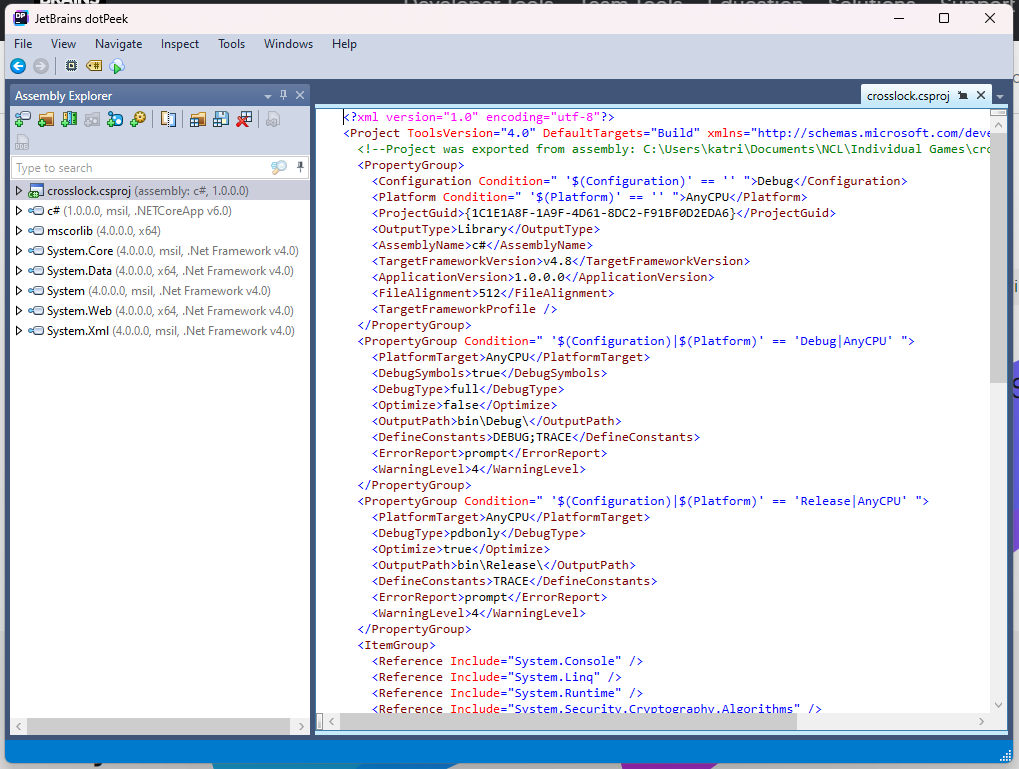 JetBrains dotPeek
File View Navigate Inspect Tools Windows Help
Assembly Explorer
Type to search
crosslock.csproj (assembly: c#, 1.0.0.0)
c# (1.0.0.0, msil, .NETCoreApp v6.0)
mscorlib (4.0.0.0, x64)
System.Core (4.0.0.0, msil, .Net Framework v4.0)
System.Data (4.0.0.0, x64, .Net Framework v4.0)
System (4.0.0.0, msil, .Net Framework v4.0)
System.Web (4.0.0.0, x64, .Net Framework v4.0)
System.Xml (4.0.0.0, msil, .Net Framework v4.0)
crosslock.csproj
<?xml version="1.0" encoding="utf-8"?>
<Project ToolsVersion="4.0" DefaultTargets="Build" xmlns="http://schemas.microsoft.com/deve
<!--Project was exported from assembly: C:\Users\katri\Documents\NCL\Individual Games\cro
<PropertyGroup>
<Configuration Condition=" '$(Configuration)' == '' ">Debug</Configuration>
<Platform Condition=" '$(Platform)' == '' ">AnyCPU</Platform>
<ProjectGuid>{1C1E1A8F-1A9F-4D61-8DC2-F91BF0D2EDA6}</ProjectGuid>
<OutputType>Library</OutputType>
<AssemblyName>c#</AssemblyName>
<TargetFrameworkVersion>v4.8</TargetFrameworkVersion>
<ApplicationVersion>1.0.0.0</ApplicationVersion>
<FileAlignment>512</FileAlignment>
<TargetFrameworkProfile />
</PropertyGroup>
<PropertyGroup Condition=" '$(Configuration)|$(Platform)' == 'Debug|AnyCPU' ">
<PlatformTarget>AnyCPU</PlatformTarget>
<DebugSymbols>true</DebugSymbols>
<DebugType>full</DebugType>
<Optimize>false</Optimize>
<OutputPath>bin\Debug\</OutputPath>
<DefineConstants>DEBUG;TRACE</DefineConstants>
<ErrorReport>prompt</ErrorReport>
<WarningLevel>4</WarningLevel>
</PropertyGroup>
<PropertyGroup Condition=" '$(Configuration)|$(Platform)' == 'Release|AnyCPU' ">
<PlatformTarget>AnyCPU</PlatformTarget>
<DebugType>pdbonly</DebugType>
<Optimize>true</Optimize>
<OutputPath>bin\Release\</OutputPath>
<DefineConstants>TRACE</DefineConstants>
<ErrorReport>prompt</ErrorReport>
<WarningLevel>4</WarningLevel>
</PropertyGroup>
<ItemGroup>
<Reference Include="System.Console" />
<Reference Include="System.Linq" />
<Reference Include="System.Runtime" />
<Reference Include="System.Security.Cryptography.Algorithms" />